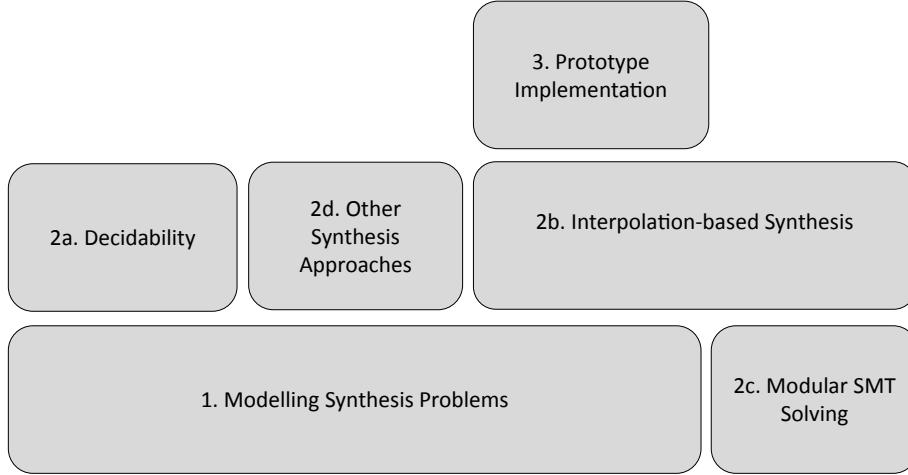 3. Prototype
Implementation
2a. Decidability
2d. Other
Synthesis
Approaches
2b. Interpolation-based Synthesis
1. Modelling Synthesis Problems
2c. Modular SMT
Solving